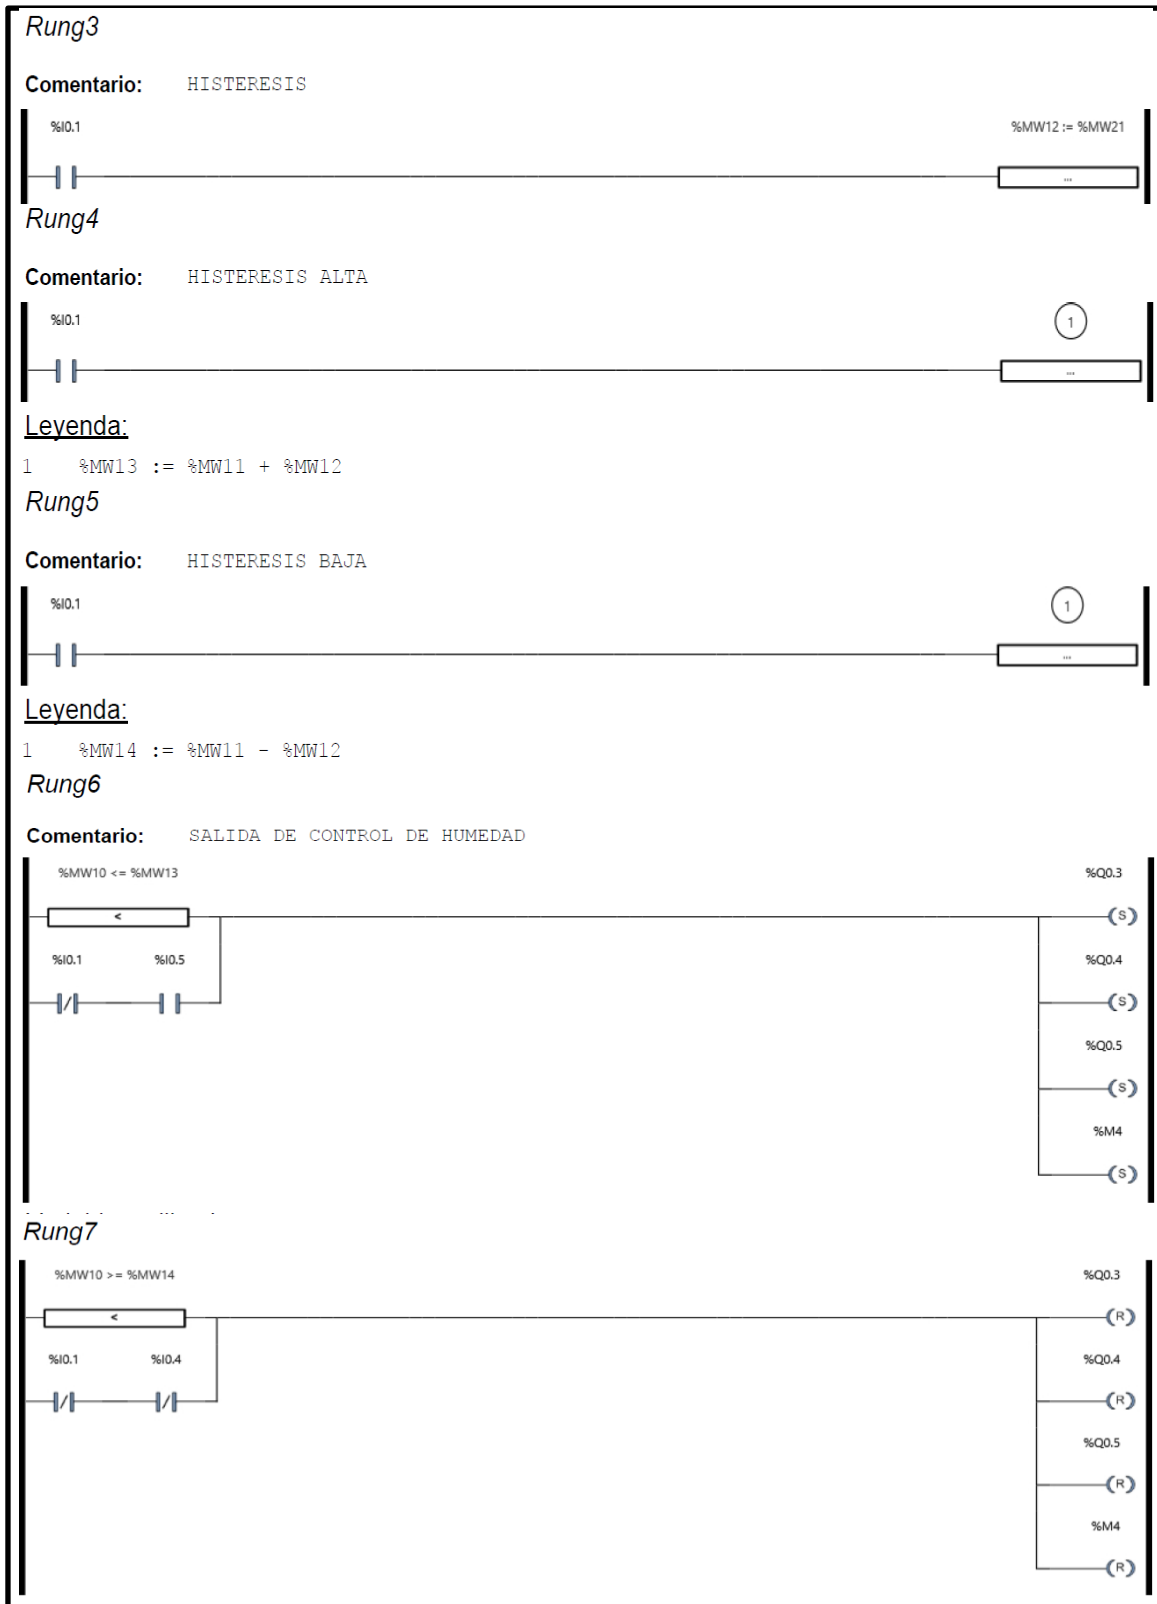 Rung3
Comentario: HISTERESIS
%I0.1 %MW12 := %MW21
...
Rung4
Comentario: HISTERESIS ALTA
%I0.1 1
...
Leyenda:
1 %MW13 := %MW11 + %MW12
Rung5
Comentario: HISTERESIS BAJA
%I0.1 1
...
Leyenda:
1 %MW14 := %MW11 - %MW12
Rung6
Comentario: SALIDA DE CONTROL DE HUMEDAD
%MW10 <= %MW13 %Q0.3
< S
%I0.1 %I0.5 %Q0.4
/ S
%Q0.5
S
%M4
S
Rung7
%MW10 >= %MW14 %Q0.3
< R
%I0.1 %I0.4 %Q0.4
/ / R
%Q0.5
R
%M4
R